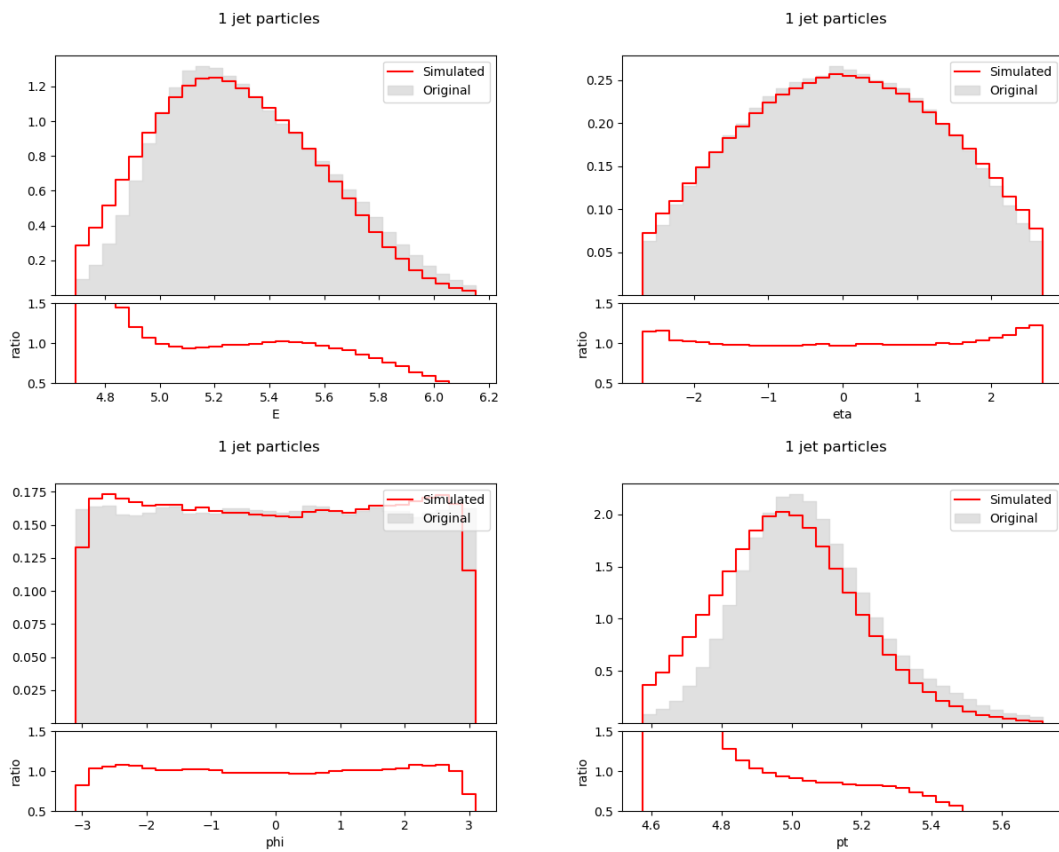 1 jet particles
Simulated
Original
1.2
1.0
0.8
0.6
0.4
0.2
1.5
1.0
0.5
ratio
4.8 5.0 5.2 5.4 5.6 5.8 6.0 6.2
E
1 jet particles
Simulated
Original
0.25
0.20
0.15
0.10
0.05
1.5
1.0
0.5
ratio
−2 −1 0 1 2
eta
1 jet particles
Simulated
Original
0.175
0.150
0.125
0.100
0.075
0.050
0.025
1.5
1.0
0.5
ratio
−3 −2 −1 0 1 2 3
phi
1 jet particles
Simulated
Original
2.0
1.5
1.0
0.5
1.5
1.0
0.5
ratio
4.6 4.8 5.0 5.2 5.4 5.6
pt